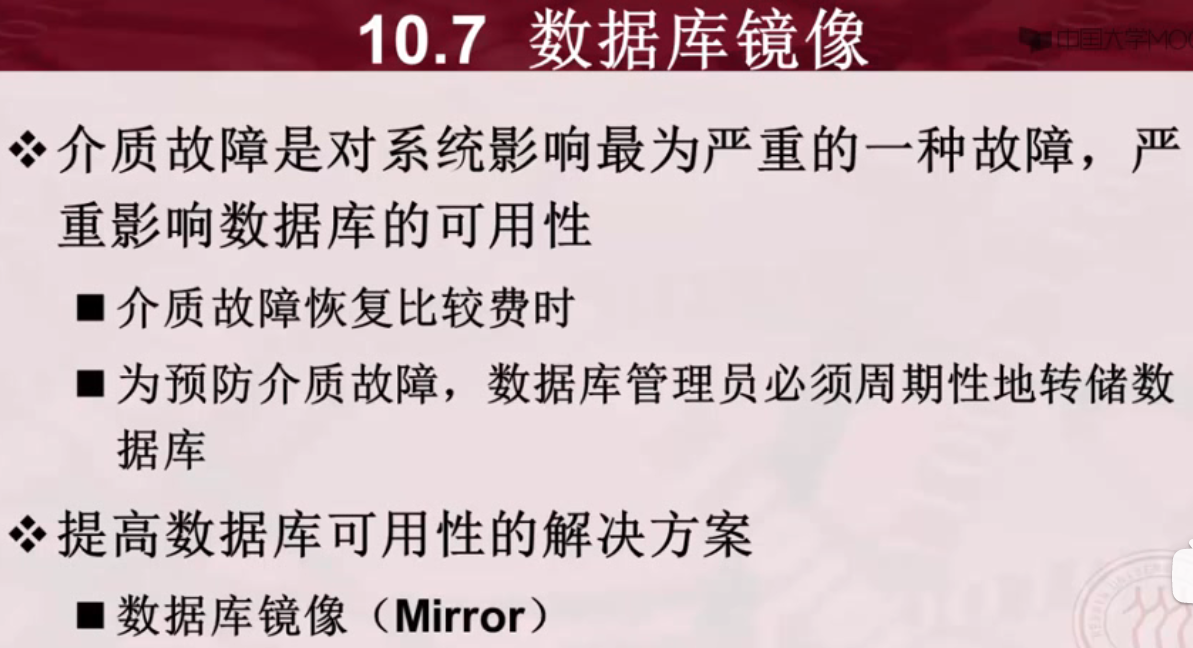 10.7 数据库镜像
中国大学MOO
❖介质故障是对系统影响最为严重的一种故障，严
重影响数据库的可用性
■介质故障恢复比较费时
■为预防介质故障，数据库管理员必须周期性地转储数
据库
❖提高数据库可用性的解决方案
■数据库镜像（Mirror）